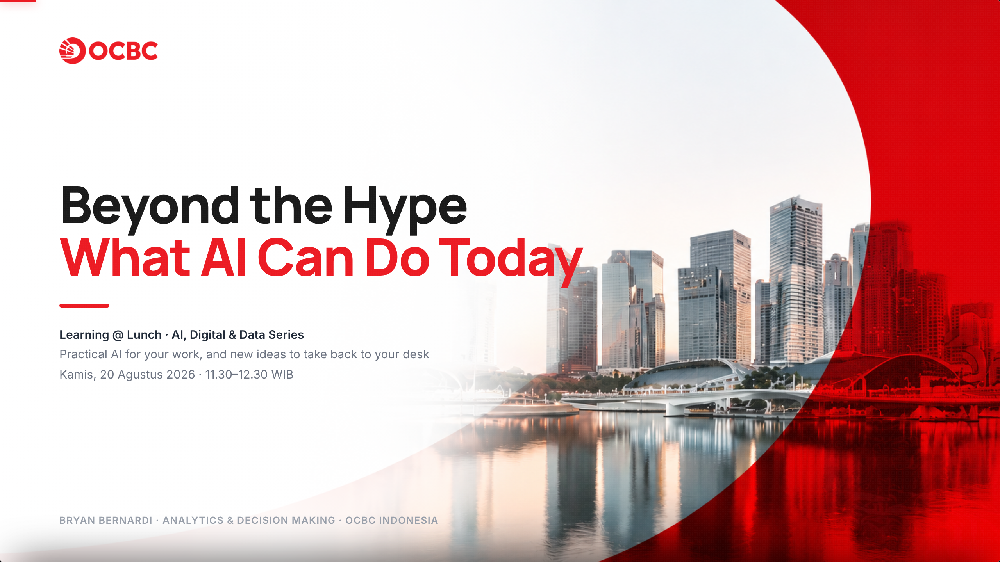 OCBC
Beyond the Hype
What AI Can Do Today
Learning @ Lunch · AI, Digital & Data Series
Practical AI for your work, and new ideas to take back to your desk
Kamis, 20 Agustus 2026 · 11.30–12.30 WIB
BRYAN BERNARDI · ANALYTICS & DECISION MAKING · OCBC INDONESIA